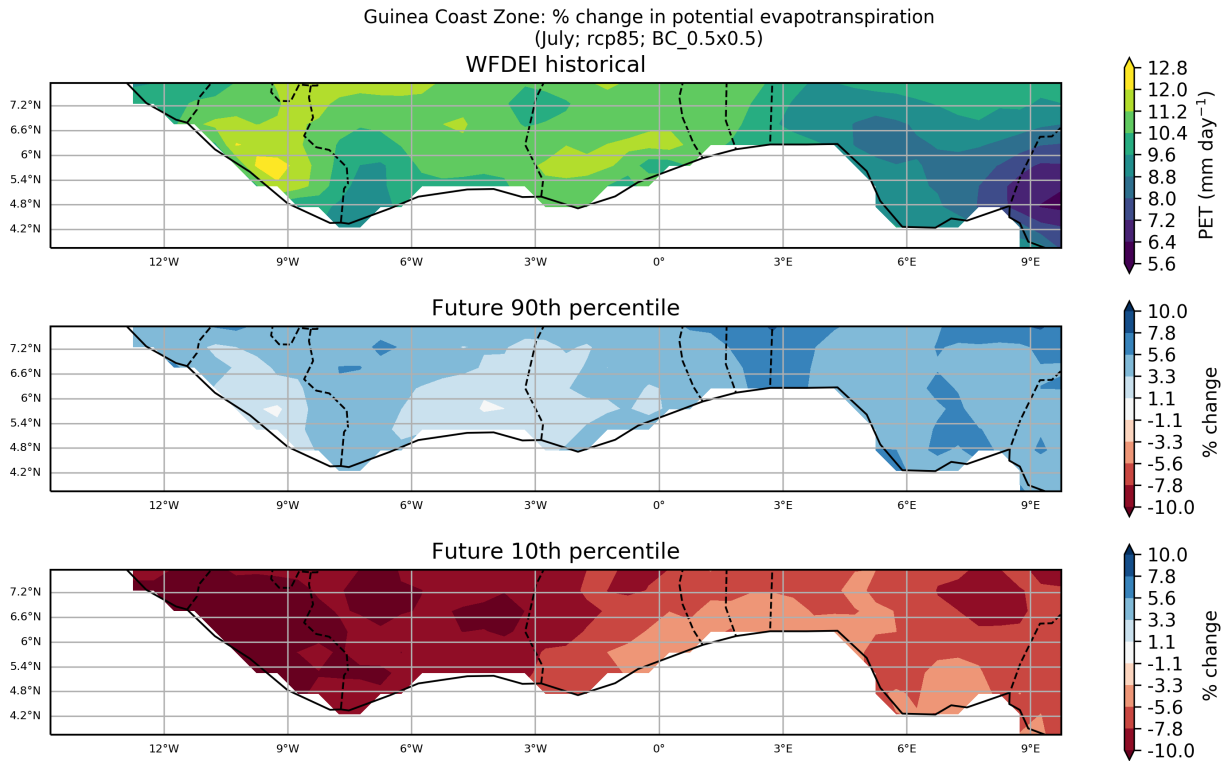 Guinea Coast Zone: % change in potential evapotranspiration
(July; rcp85; BC_0.5x0.5)
WFDEI historical
7.2°N
6.6°N
6°N
5.4°N
4.8°N
4.2°N
12°W 9°W 6°W 3°W 0° 3°E 6°E 9°E
12.8
12.0
11.2
10.4
9.6
8.8
8.0
7.2
6.4
5.6
PET (mm day⁻¹)
Future 90th percentile
7.2°N
6.6°N
6°N
5.4°N
4.8°N
4.2°N
12°W 9°W 6°W 3°W 0° 3°E 6°E 9°E
10.0
7.8
5.6
3.3
1.1
-1.1
-3.3
-5.6
-7.8
-10.0
% change
Future 10th percentile
7.2°N
6.6°N
6°N
5.4°N
4.8°N
4.2°N
12°W 9°W 6°W 3°W 0° 3°E 6°E 9°E
10.0
7.8
5.6
3.3
1.1
-1.1
-3.3
-5.6
-7.8
-10.0
% change